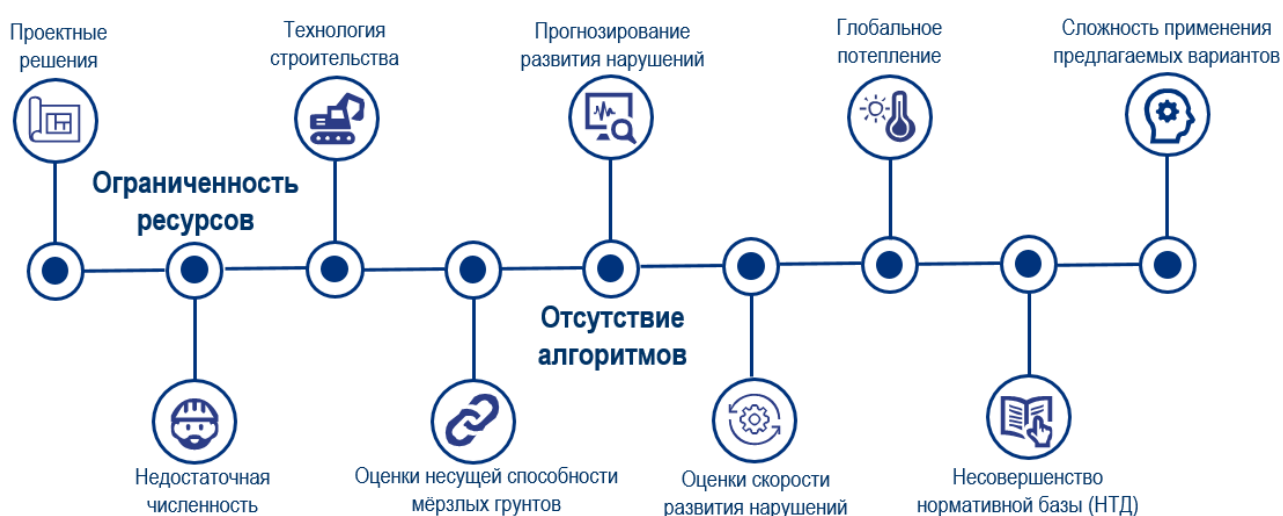 Проектные
решения
Технология
строительства
Прогнозирование
развития нарушений
Глобальное
потепление
Сложность применения
предлагаемых вариантов
Ограниченность
ресурсов
Отсутствие
алгоритмов
Недостаточная
численность
Оценки несущей способности
мёрзлых грунтов
Оценки скорости
развития нарушений
Несовершенство
нормативной базы (НТД)